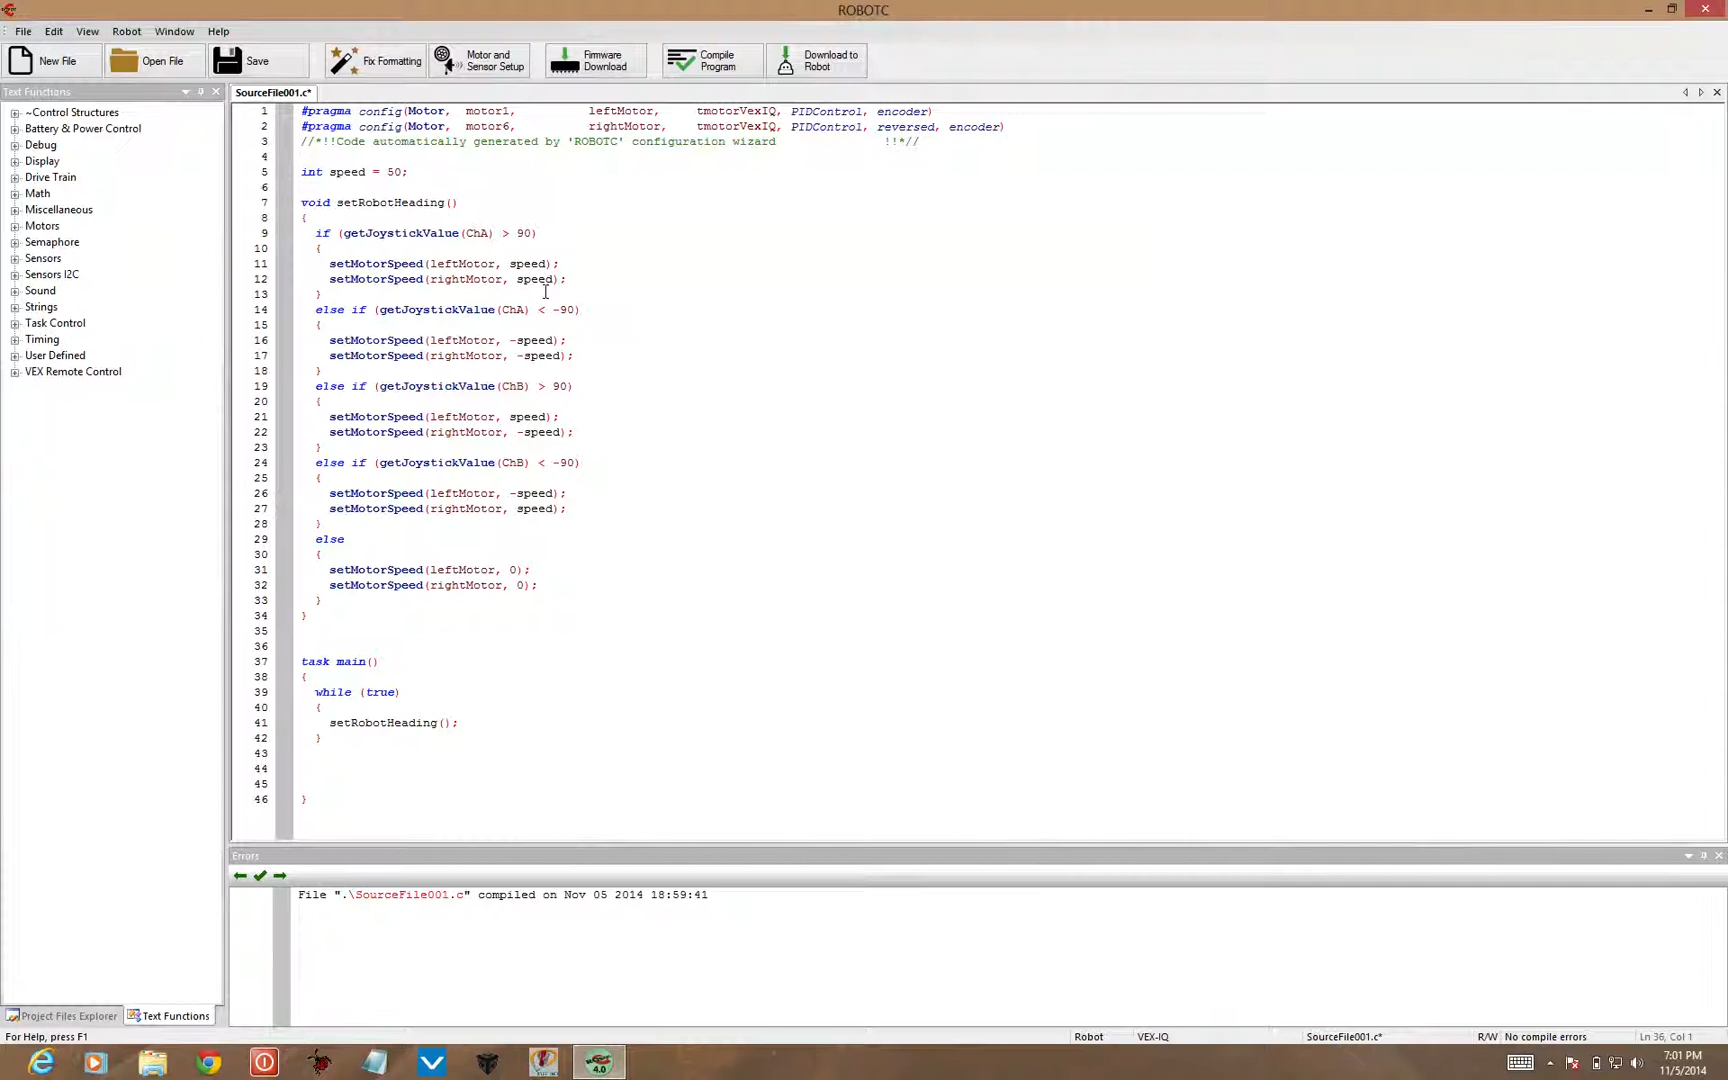 ROBOTC
File Edit View Robot Window Help
New File Open File Save Fix Formatting Motor and Sensor Setup Firmware Download Compile Program Download to Robot
Text Functions
SourceFile001.c*
~Control Structures
Battery & Power Control
Debug
Display
Drive Train
Math
Miscellaneous
Motors
Semaphore
Sensors
Sensors I2C
Sound
Strings
Task Control
Timing
User Defined
VEX Remote Control
1 #pragma config(Motor, motor1, leftMotor, tmotorVexIQ, PIDControl, encoder)
2 #pragma config(Motor, motor6, rightMotor, tmotorVexIQ, PIDControl, reversed, encoder)
3 //*!!Code automatically generated by 'ROBOTC' configuration wizard !!*//
4
5 int speed = 50;
6
7 void setRobotHeading()
8 {
9 if (getJoystickValue(ChA) > 90)
10 {
11 setMotorSpeed(leftMotor, speed);
12 setMotorSpeed(rightMotor, speed);
13 }
14 else if (getJoystickValue(ChA) < -90)
15 {
16 setMotorSpeed(leftMotor, -speed);
17 setMotorSpeed(rightMotor, -speed);
18 }
19 else if (getJoystickValue(ChB) > 90)
20 {
21 setMotorSpeed(leftMotor, speed);
22 setMotorSpeed(rightMotor, -speed);
23 }
24 else if (getJoystickValue(ChB) < -90)
25 {
26 setMotorSpeed(leftMotor, -speed);
27 setMotorSpeed(rightMotor, speed);
28 }
29 else
30 {
31 setMotorSpeed(leftMotor, 0);
32 setMotorSpeed(rightMotor, 0);
33 }
34 }
35
36
37 task main()
38 {
39 while (true)
40 {
41 setRobotHeading();
42 }
43
44
45
46 }
Errors
File ".\SourceFile001.c" compiled on Nov 05 2014 18:59:41
Project Files Explorer Text Functions
For Help, press F1 Robot VEX-IQ SourceFile001.c* R/W No compile errors Ln 36, Col 1
4.0
7:01 PM
11/5/2014